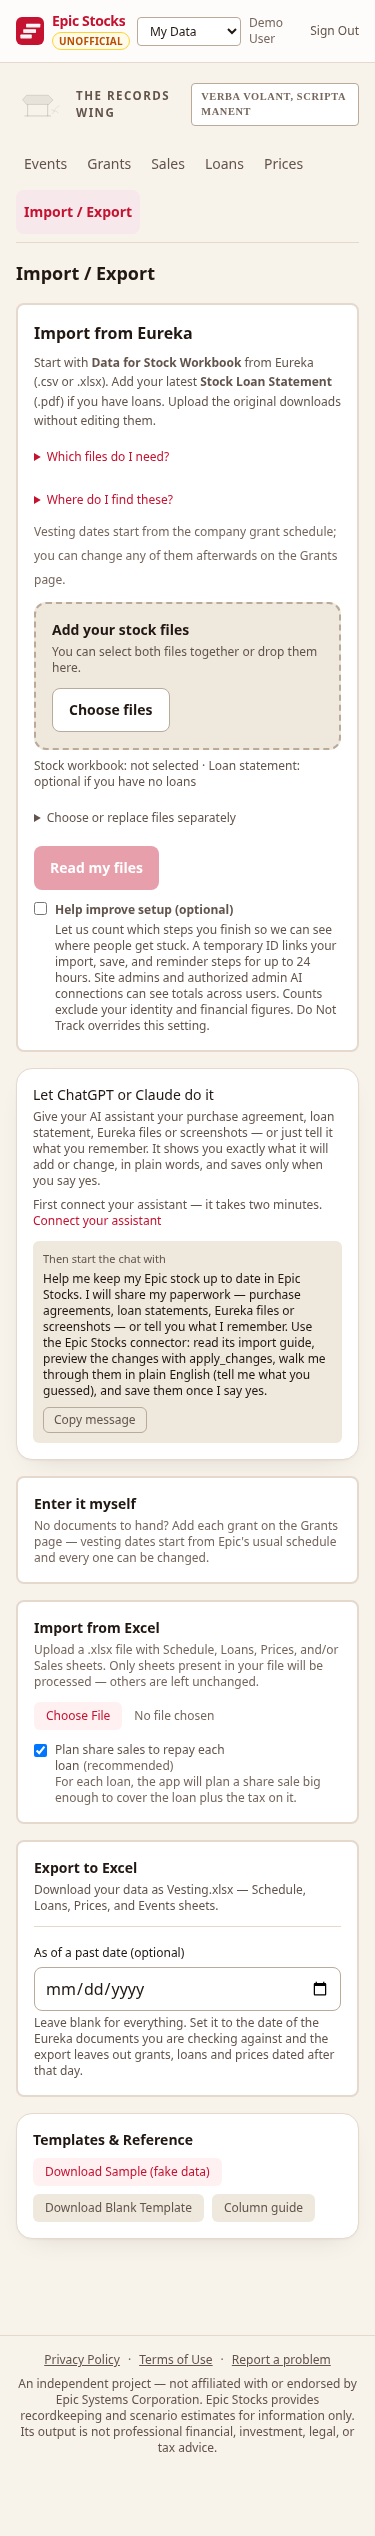 Epic Stocks
UNOFFICIAL
My Data
Demo User
Sign Out
THE RECORDS WING
VERBA VOLANT, SCRIPTA MANENT
Events Grants Sales Loans Prices
Import / Export
Import / Export
Import from Eureka
Start with Data for Stock Workbook from Eureka
(.csv or .xlsx). Add your latest Stock Loan Statement
(.pdf) if you have loans. Upload the original downloads
without editing them.
Which files do I need?
Where do I find these?
Vesting dates start from the company grant schedule;
you can change any of them afterwards on the Grants
page.
Add your stock files
You can select both files together or drop them
here.
Choose files
Stock workbook: not selected · Loan statement:
optional if you have no loans
Choose or replace files separately
Read my files
Help improve setup (optional)
Let us count which steps you finish so we can see
where people get stuck. A temporary ID links your
import, save, and reminder steps for up to 24
hours. Site admins and authorized admin AI
connections can see totals across users. Counts
exclude your identity and financial figures. Do Not
Track overrides this setting.
Let ChatGPT or Claude do it
Give your AI assistant your purchase agreement, loan
statement, Eureka files or screenshots — or just tell it
what you remember. It shows you exactly what it will
add or change, in plain words, and saves only when
you say yes.
First connect your assistant — it takes two minutes.
Connect your assistant
Then start the chat with
Help me keep my Epic stock up to date in Epic
Stocks. I will share my paperwork — purchase
agreements, loan statements, Eureka files or
screenshots — or tell you what I remember. Use
the Epic Stocks connector: read its import guide,
preview the changes with apply_changes, walk me
through them in plain English (tell me what you
guessed), and save them once I say yes.
Copy message
Enter it myself
No documents to hand? Add each grant on the Grants
page — vesting dates start from Epic's usual schedule
and every one can be changed.
Import from Excel
Upload a .xlsx file with Schedule, Loans, Prices, and/or
Sales sheets. Only sheets present in your file will be
processed — others are left unchanged.
Choose File No file chosen
Plan share sales to repay each
loan (recommended)
For each loan, the app will plan a share sale big
enough to cover the loan plus the tax on it.
Export to Excel
Download your data as Vesting.xlsx — Schedule,
Loans, Prices, and Events sheets.
As of a past date (optional)
mm/dd/yyyy
Leave blank for everything. Set it to the date of the
Eureka documents you are checking against and the
export leaves out grants, loans and prices dated after
that day.
Templates & Reference
Download Sample (fake data)
Download Blank Template Column guide
Privacy Policy · Terms of Use · Report a problem
An independent project — not affiliated with or endorsed by
Epic Systems Corporation. Epic Stocks provides
recordkeeping and scenario estimates for information only.
Its output is not professional financial, investment, legal, or
tax advice.